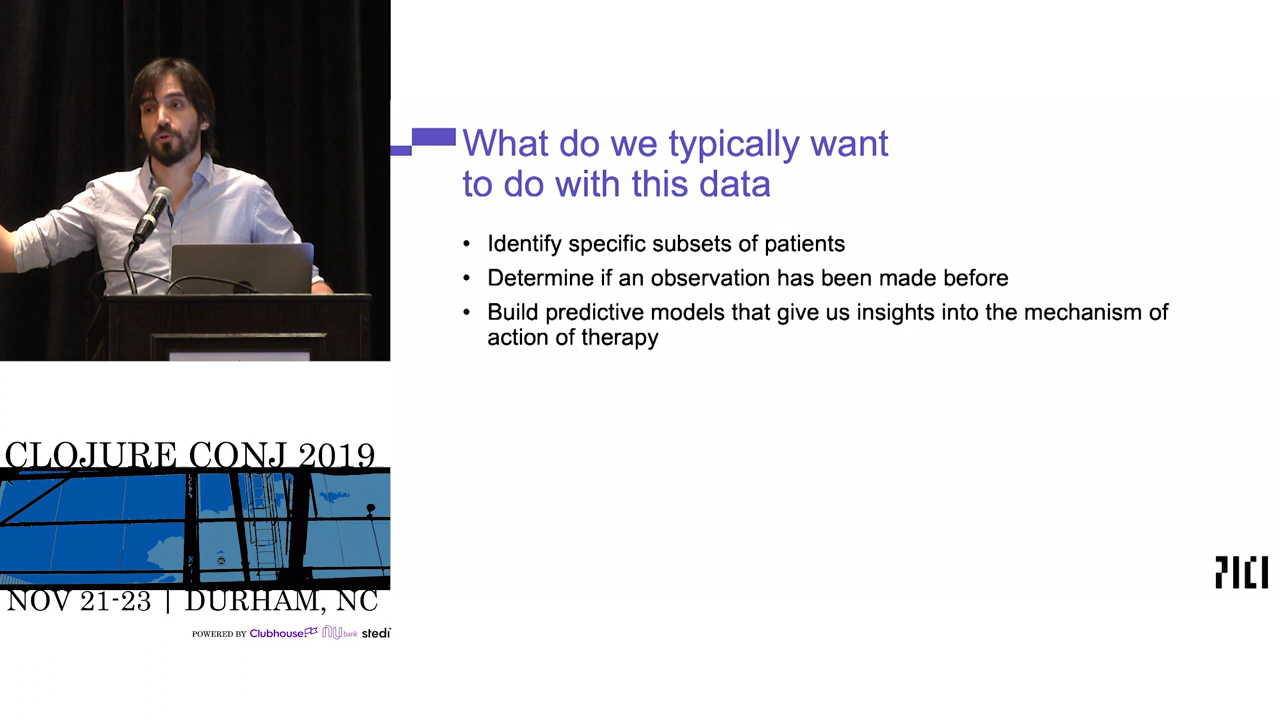 What do we typically want
to do with this data
• Identify specific subsets of patients
• Determine if an observation has been made before
• Build predictive models that give us insights into the mechanism of
action of therapy
CLOJURE CONJ 2019
NOV 21-23 | DURHAM, NC
POWERED BY Clubhouse nu bank stedi
PICI